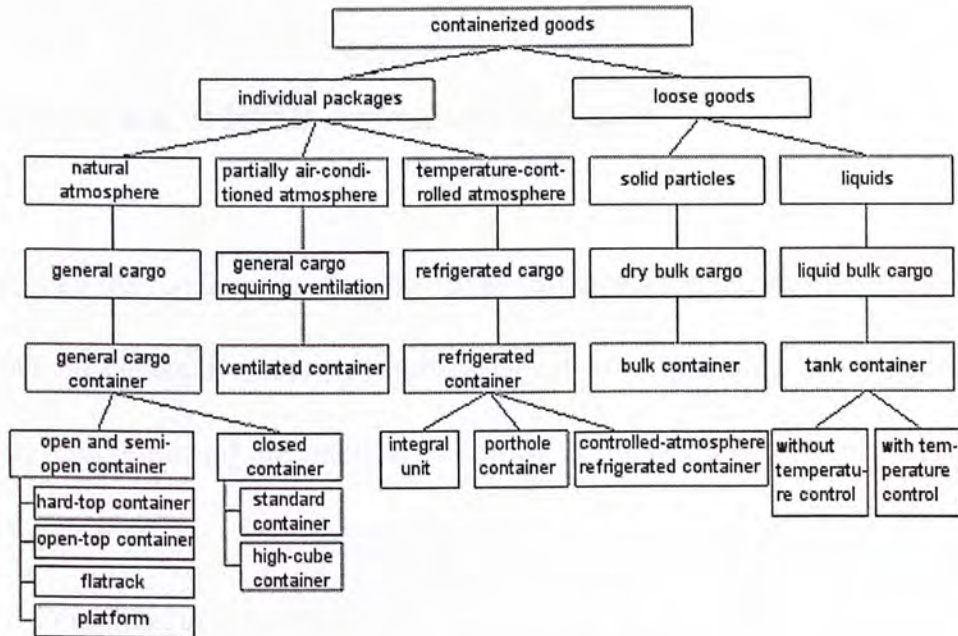 containerized goods
individual packages
loose goods
natural
atmosphere
partially air-condi-
tioned atmosphere
temperature-cont-
rolled atmosphere
solid particles
liquids
general cargo
general cargo
requiring ventilation
refrigerated cargo
dry bulk cargo
liquid bulk cargo
general cargo
container
ventilated container
refrigerated
container
bulk container
tank container
open and semi-
open container
closed
container
integral
unit
porthole
container
controlled-atmosphere
refrigerated container
without
temperatu-
re control
with tem-
perature
control
hard-top container
open-top container
flatrack
platform
standard
container
high-cube
container